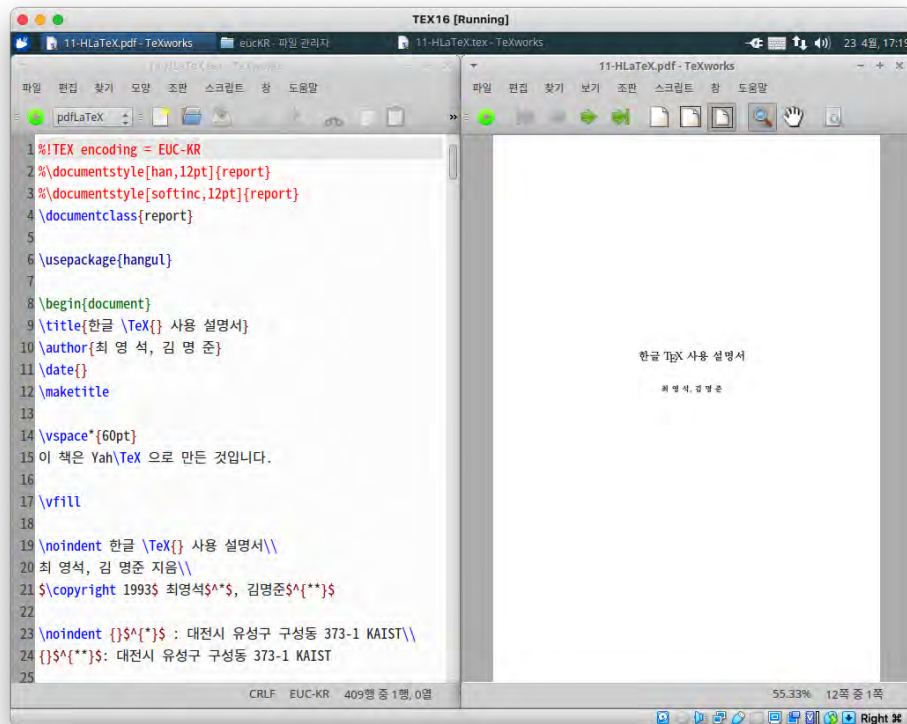 TEX16 [Running]
11-HLaTeX.pdf - TeXworks
eucKR - 파일 관리자
11-HLaTeX.tex - TeXworks
23 4월, 17:19
11-HLaTeX.tex - TeXworks
파일 편집 찾기 모양 조판 스크립트 창 도움말
pdfLaTeX
»
1 %!TEX encoding = EUC-KR
2 %\documentstyle[han,12pt]{report}
3 %\documentstyle[softinc,12pt]{report}
4 \documentclass{report}
5
6 \usepackage{hangul}
7
8 \begin{document}
9 \title{한글 \TeX{} 사용 설명서}
10 \author{최 영 석, 김 명 준}
11 \date{}
12 \maketitle
13
14 \vspace*{60pt}
15 이 책은 Yah\TeX 으로 만든 것입니다.
16
17 \vfill
18
19 \noindent 한글 \TeX{} 사용 설명서\\
20 최 영석, 김 명준 지음\\
21 $\copyright 1993$ 최영석$^*$, 김명준$^{**}$
22
23 \noindent {}$^{*}$ : 대전시 유성구 구성동 373-1 KAIST\\
24 {}$^{**}$: 대전시 유성구 구성동 373-1 KAIST
25
CRLF EUC-KR 409행 중 1행, 0열
11-HLaTeX.pdf - TeXworks
파일 편집 찾기 보기 조판 스크립트 창 도움말
한글 TEX 사용 설명서
최 영 석, 김 명 준
55.33% 12쪽 중 1쪽
Right ⌘